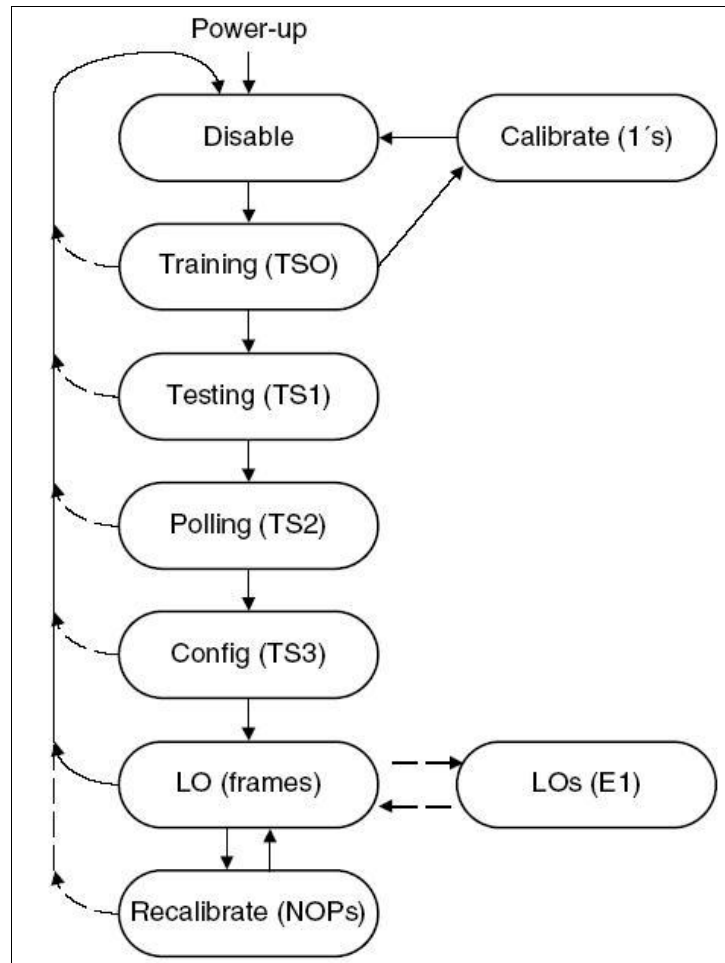 Power-up
Disable
Calibrate (1´s)
Training (TSO)
Testing (TS1)
Polling (TS2)
Config (TS3)
LO (frames)
LOs (E1)
Recalibrate (NOPs)